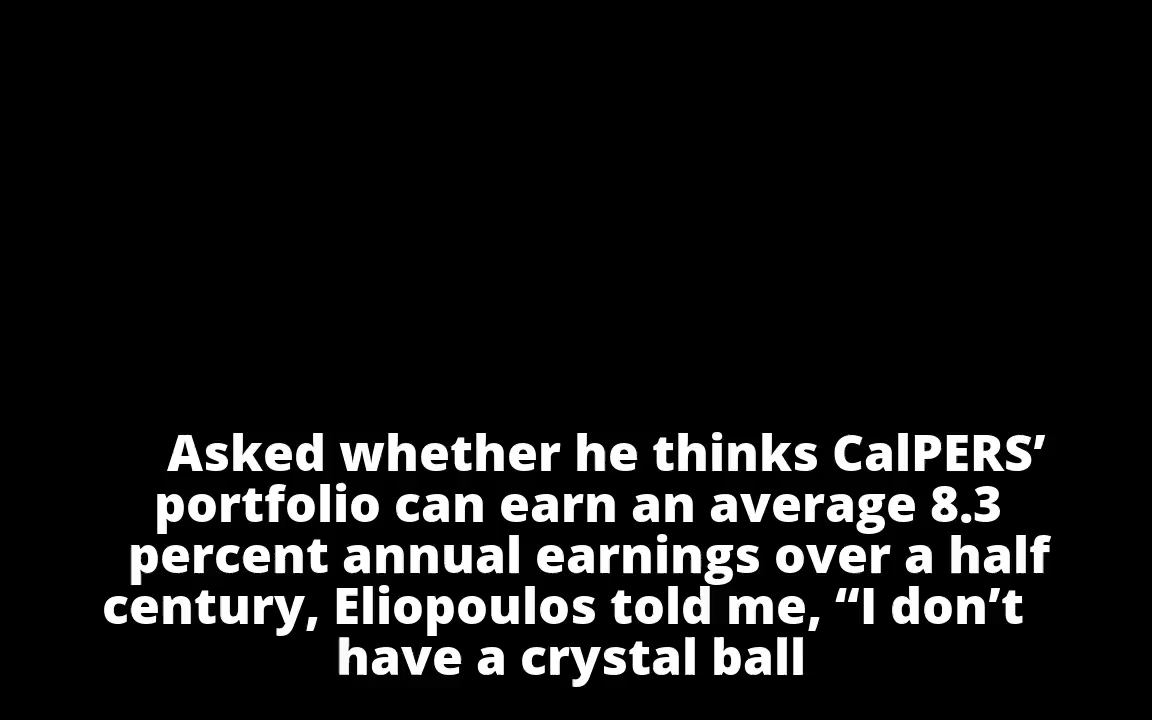 Asked whether he thinks CalPERS’
portfolio can earn an average 8.3
percent annual earnings over a half
century, Eliopoulos told me, “I don’t
have a crystal ball